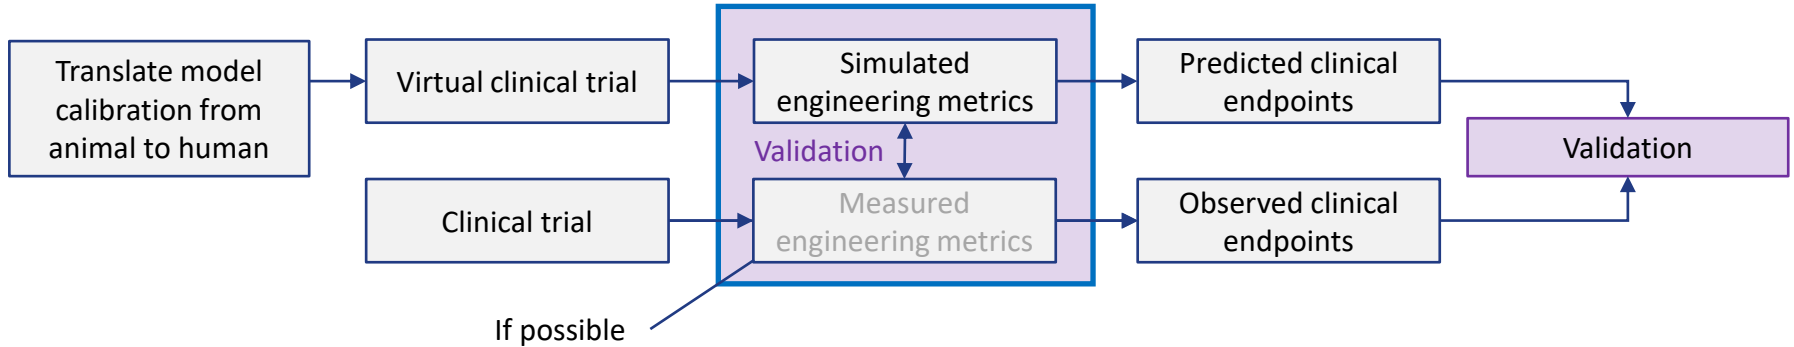 Translate model
calibration from
animal to human
Virtual clinical trial
Simulated
engineering metrics
Predicted clinical
endpoints
Validation
Validation
Clinical trial
Measured
engineering metrics
Observed clinical
endpoints
If possible